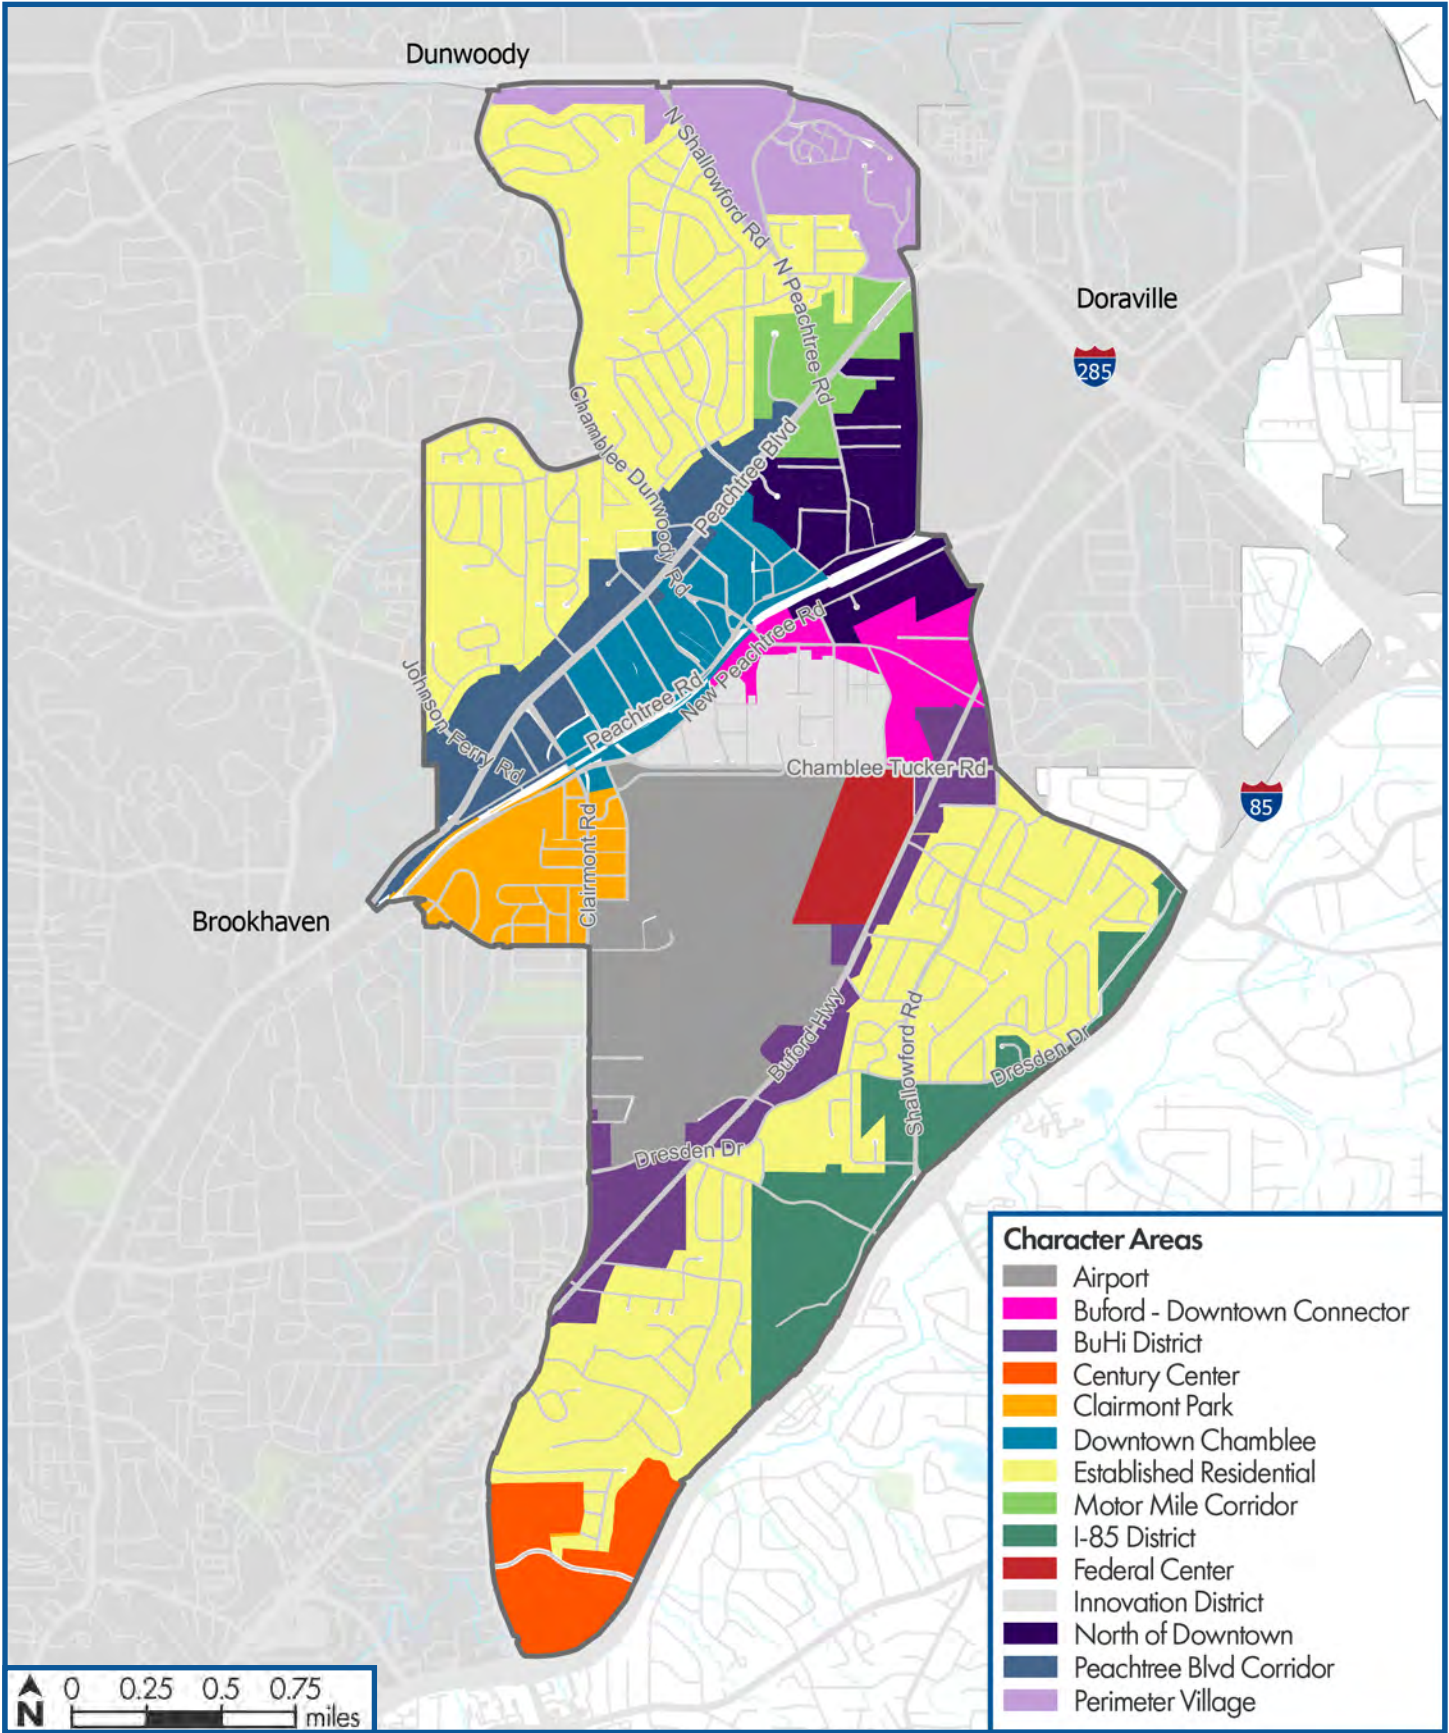 Dunwoody
N Shallowford Rd
N Peachtree Rd
Doraville
285
Chamblee Dunwoody Rd
Peachtree Blvd
New Peachtree Rd
Peachtree Rd
Johnson Ferry Rd
Chamblee Tucker Rd
85
Clairmont Rd
Brookhaven
Buford Hwy
Shallowford Rd
Dresden Dr
Dresden Dr
Character Areas
Airport
Buford - Downtown Connector
BuHi District
Century Center
Clairmont Park
Downtown Chamblee
Established Residential
Motor Mile Corridor
I-85 District
Federal Center
Innovation District
North of Downtown
Peachtree Blvd Corridor
Perimeter Village
N
0 0.25 0.5 0.75
miles